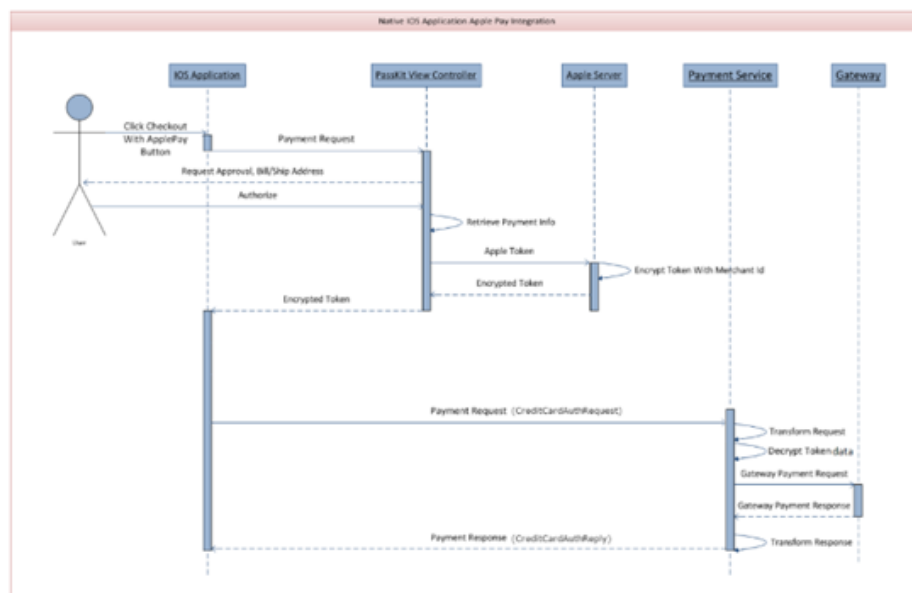 Native IOS Application Apple Pay Integration
IOS Application
PassKit View Controller
Apple Server
Payment Service
Gateway
Click Checkout
With ApplePay
Button
Payment Request
Request Approval, Bill/Ship Address
Authorize
User
Retrieve Payment Info
Apple Token
Encrypt Token With Merchant Id
Encrypted Token
Encrypted Token
Payment Request (CreditCardAuthRequest)
Transform Request
Decrypt Token data
Gateway Payment Request
Gateway Payment Response
Payment Response (CreditCardAuthReply)
Transform Response